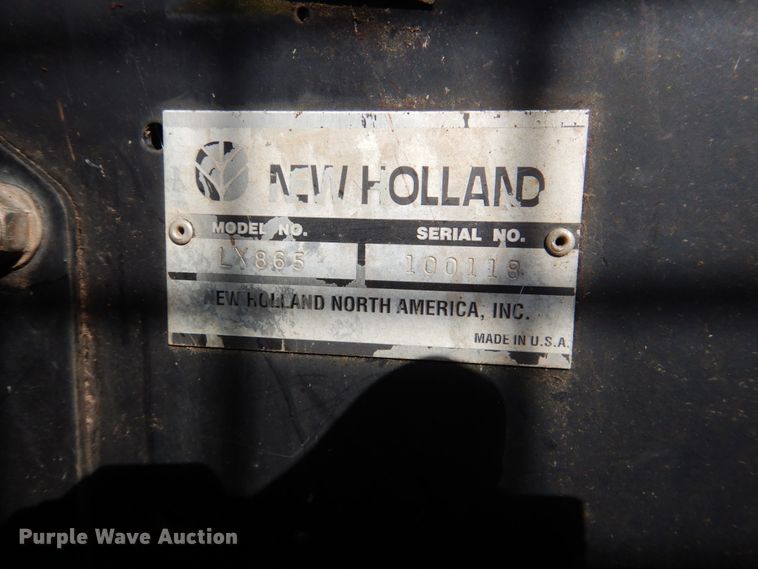 NEW HOLLAND
MODEL NO. SERIAL NO.
LX865 100118
NEW HOLLAND NORTH AMERICA, INC.
MADE IN U.S.A.
Purple Wave Auction